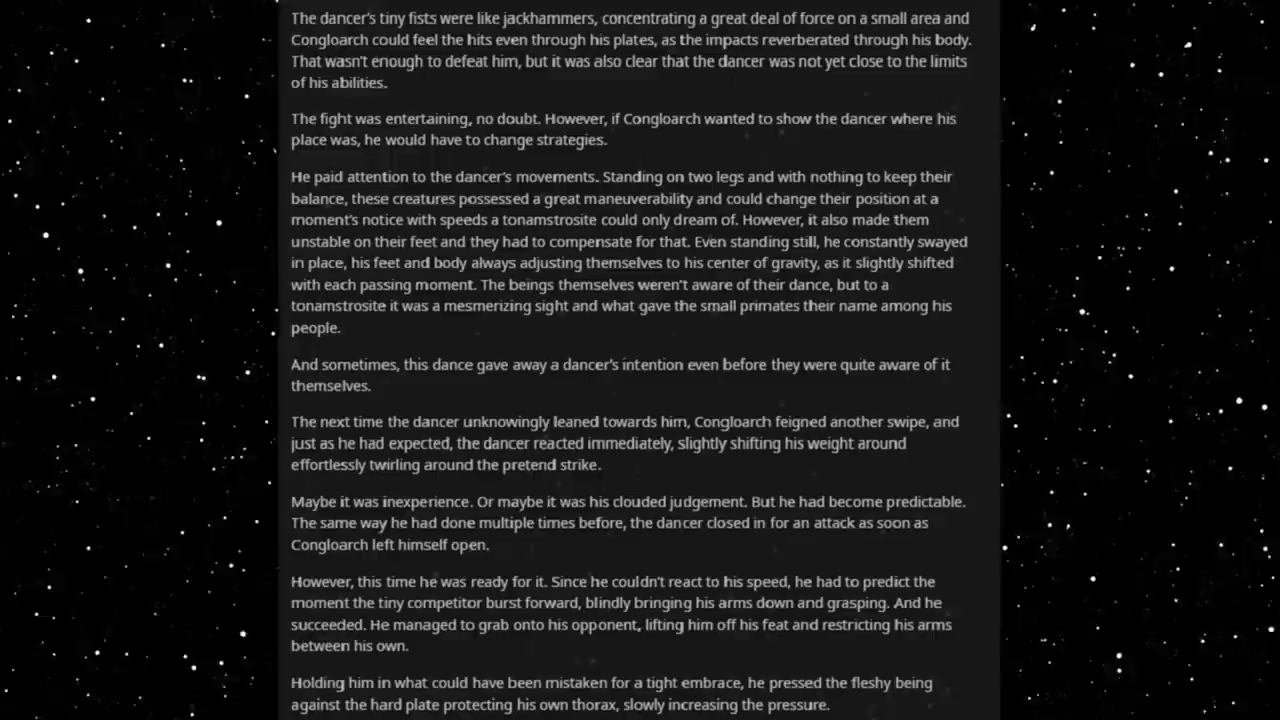 The dancer's tiny fists were like jackhammers, concentrating a great deal of force on a small area and
Congloarch could feel the hits even through his plates, as the impacts reverberated through his body.
That wasn't enough to defeat him, but it was also clear that the dancer was not yet close to the limits
of his abilities.
The fight was entertaining, no doubt. However, if Congloarch wanted to show the dancer where his
place was, he would have to change strategies.
He paid attention to the dancer's movements. Standing on two legs and with nothing to keep their
balance, these creatures possessed a great maneuverability and could change their position at a
moment's notice with speeds a tonamstrosite could only dream of. However, it also made them
unstable on their feet and they had to compensate for that. Even standing still, he constantly swayed
in place, his feet and body always adjusting themselves to his center of gravity, as it slightly shifted
with each passing moment. The beings themselves weren't aware of their dance, but to a
tonamstrosite it was a mesmerizing sight and what gave the small primates their name among his
people.
And sometimes, this dance gave away a dancer's intention even before they were quite aware of it
themselves.
The next time the dancer unknowingly leaned towards him, Congloarch feigned another swipe, and
just as he had expected, the dancer reacted immediately, slightly shifting his weight around
effortlessly twirling around the pretend strike.
Maybe it was inexperience. Or maybe it was his clouded judgement. But he had become predictable.
The same way he had done multiple times before, the dancer closed in for an attack as soon as
Congloarch left himself open.
However, this time he was ready for it. Since he couldn't react to his speed, he had to predict the
moment the tiny competitor burst forward, blindly bringing his arms down and grasping. And he
succeeded. He managed to grab onto his opponent, lifting him off his feat and restricting his arms
between his own.
Holding him in what could have been mistaken for a tight embrace, he pressed the fleshy being
against the hard plate protecting his own thorax, slowly increasing the pressure.